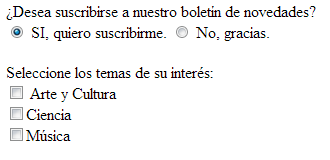 ¿Desea suscribirse a nuestro boletin de novedades?
SI, quiero suscribirme. No, gracias.
Seleccione los temas de su interés:
Arte y Cultura
Ciencia
Música